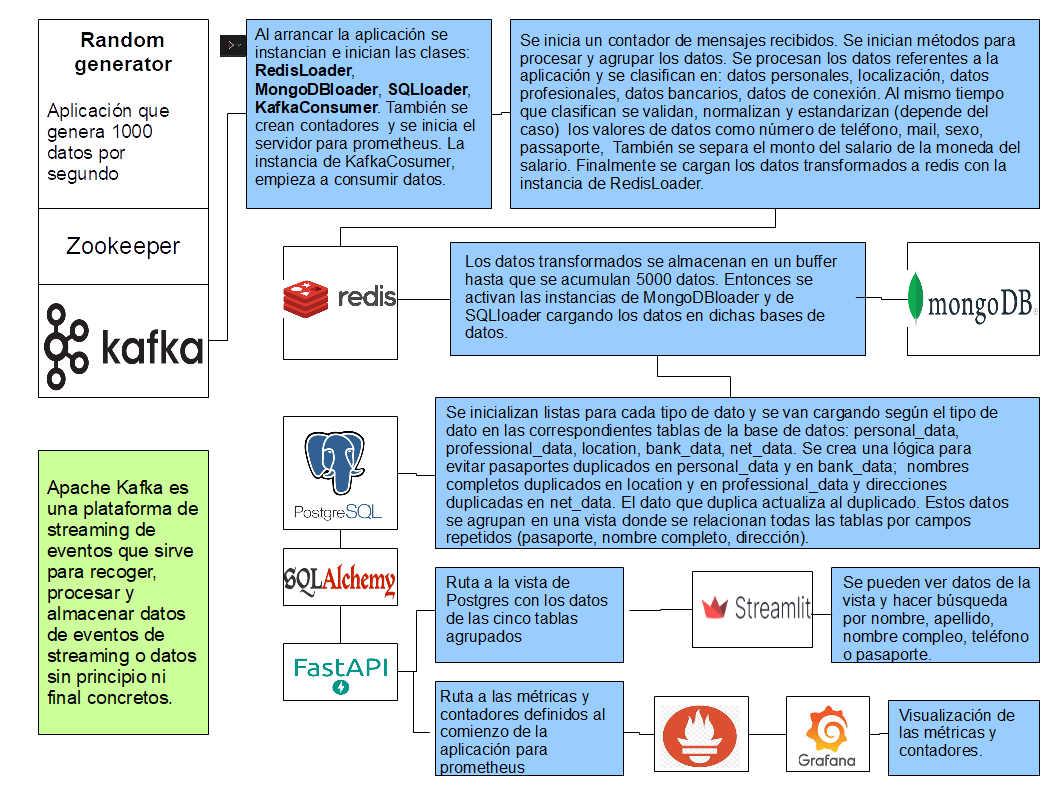 Random
generator
Aplicación que
genera 1000
datos por
segundo
Zookeeper
kafka
Al arrancar la aplicación se
instancian e inician las clases:
RedisLoader,
MongoDBloader, SQLloader,
KafkaConsumer. También se
crean contadores y se inicia el
servidor para prometheus. La
instancia de KafkaCosumer,
empieza a consumir datos.
Se inicia un contador de mensajes recibidos. Se inician métodos para
procesar y agrupar los datos. Se procesan los datos referentes a la
aplicación y se clasifican en: datos personales, localización, datos
profesionales, datos bancarios, datos de conexión. Al mismo tiempo
que clasifican se validan, normalizan y estandarizan (depende del
caso) los valores de datos como número de teléfono, mail, sexo,
passaporte, También se separa el monto del salario de la moneda del
salario. Finalmente se cargan los datos transformados a redis con la
instancia de RedisLoader.
redis
Los datos transformados se almacenan en un buffer
hasta que se acumulan 5000 datos. Entonces se
activan las instancias de MongoDBloader y de
SQLloader cargando los datos en dichas bases de
datos.
mongoDB
Apache Kafka es
una plataforma de
streaming de
eventos que sirve
para recoger,
procesar y
almacenar datos
de eventos de
streaming o datos
sin principio ni
final concretos.
PostgreSQL
Se inicializan listas para cada tipo de dato y se van cargando según el tipo de
dato en las correspondientes tablas de la base de datos: personal_data,
professional_data, location, bank_data, net_data. Se crea una lógica para
evitar pasaportes duplicados en personal_data y en bank_data; nombres
completos duplicados en location y en professional_data y direcciones
duplicadas en net_data. El dato que duplica actualiza al duplicado. Estos datos
se agrupan en una vista donde se relacionan todas las tablas por campos
repetidos (pasaporte, nombre completo, dirección).
SQLAlchemy
FastAPI
Ruta a la vista de
Postgres con los datos
de las cinco tablas
agrupados
Streamlit
Se pueden ver datos de la
vista y hacer búsqueda
por nombre, apellido,
nombre compleo, teléfono
o pasaporte.
Ruta a las métricas y
contadores definidos al
comienzo de la
aplicación para
prometheus
Grafana
Visualización de
las métricas y
contadores.